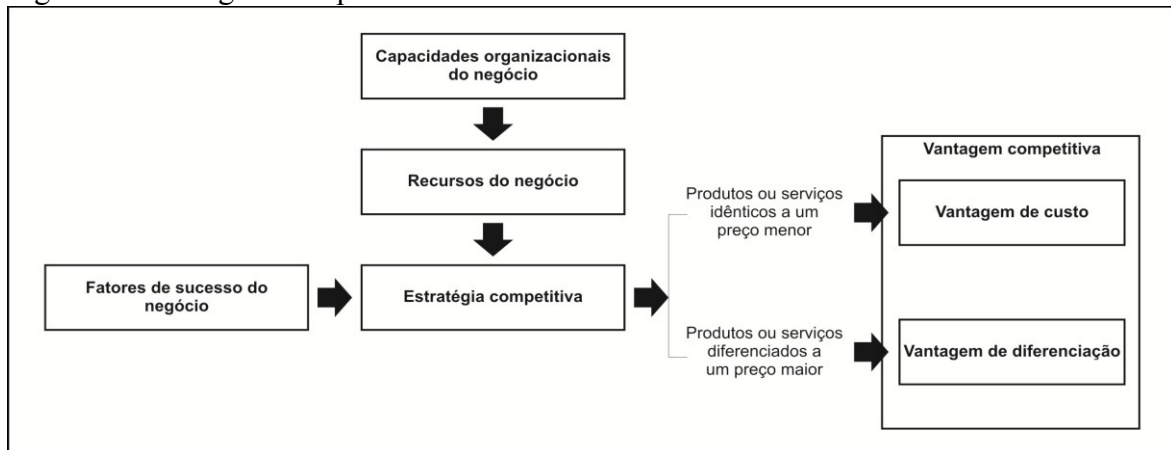 Capacidades organizacionais
do negócio
Recursos do negócio
Fatores de sucesso do
negócio
Estratégia competitiva
Produtos ou serviços
idênticos a um
preço menor
Produtos ou serviços
diferenciados a
um preço maior
Vantagem competitiva
Vantagem de custo
Vantagem de diferenciação